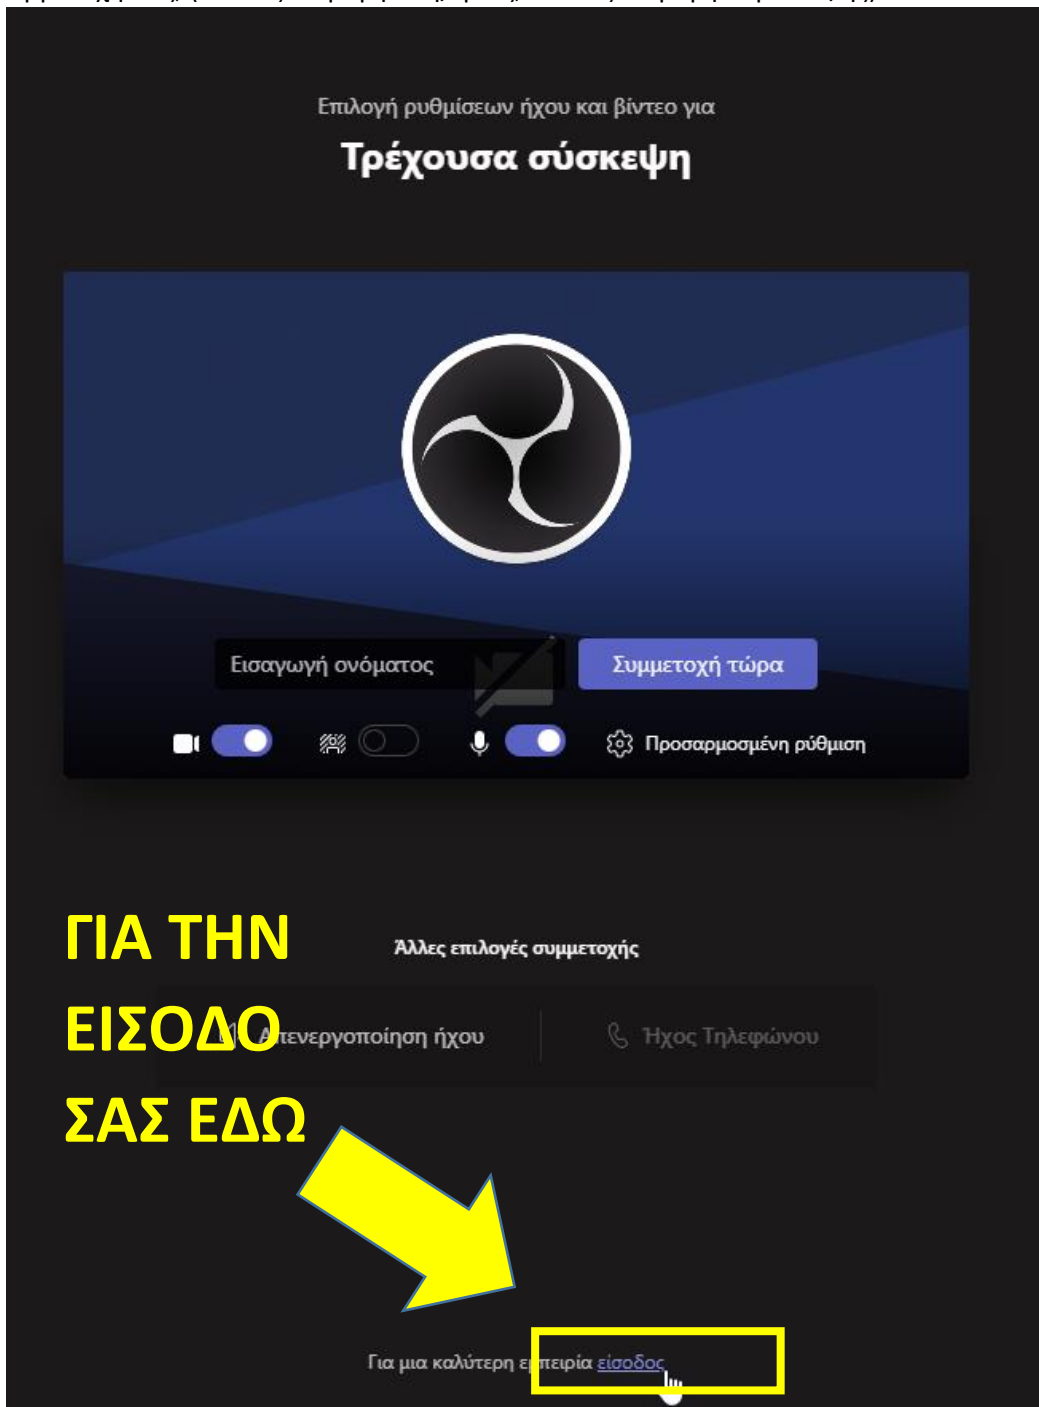 Επιλογή ρυθμίσεων ήχου και βίντεο για
Τρέχουσα σύσκεψη
Εισαγωγή ονόματος
Συμμετοχή τώρα
Προσαρμοσμένη ρύθμιση
ΓΙΑ ΤΗΝ
ΕΙΣΟΔΟ
ΣΑΣ ΕΔΩ
Άλλες επιλογές συμμετοχής
Απενεργοποίηση ήχου
Ήχος Τηλεφώνου
Για μια καλύτερη εμπειρία είσοδος